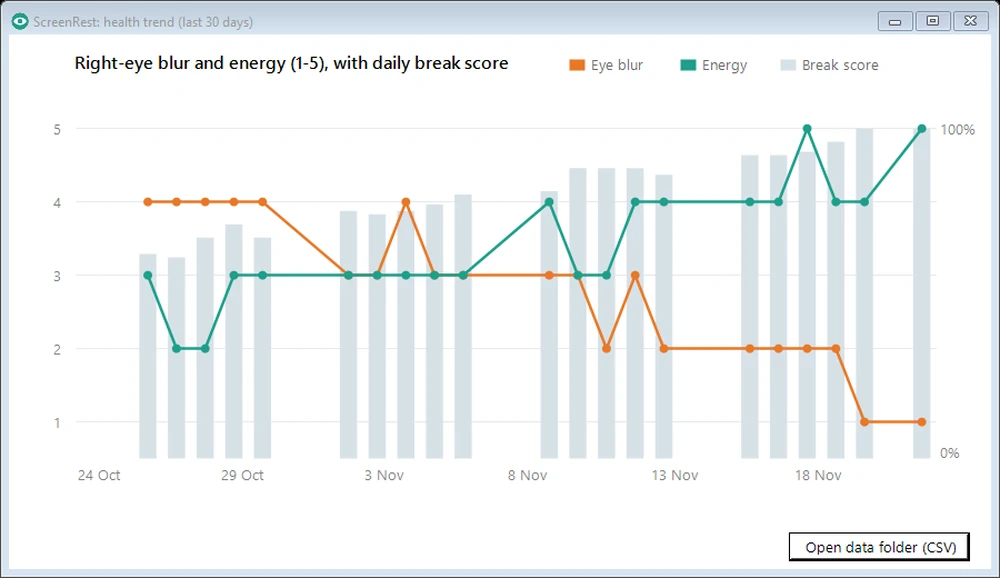 ScreenRest: health trend (last 30 days)
Right-eye blur and energy (1-5), with daily break score
Eye blur
Energy
Break score
5
100%
4
3
2
1
0%
24 Oct
29 Oct
3 Nov
8 Nov
13 Nov
18 Nov
Open data folder (CSV)